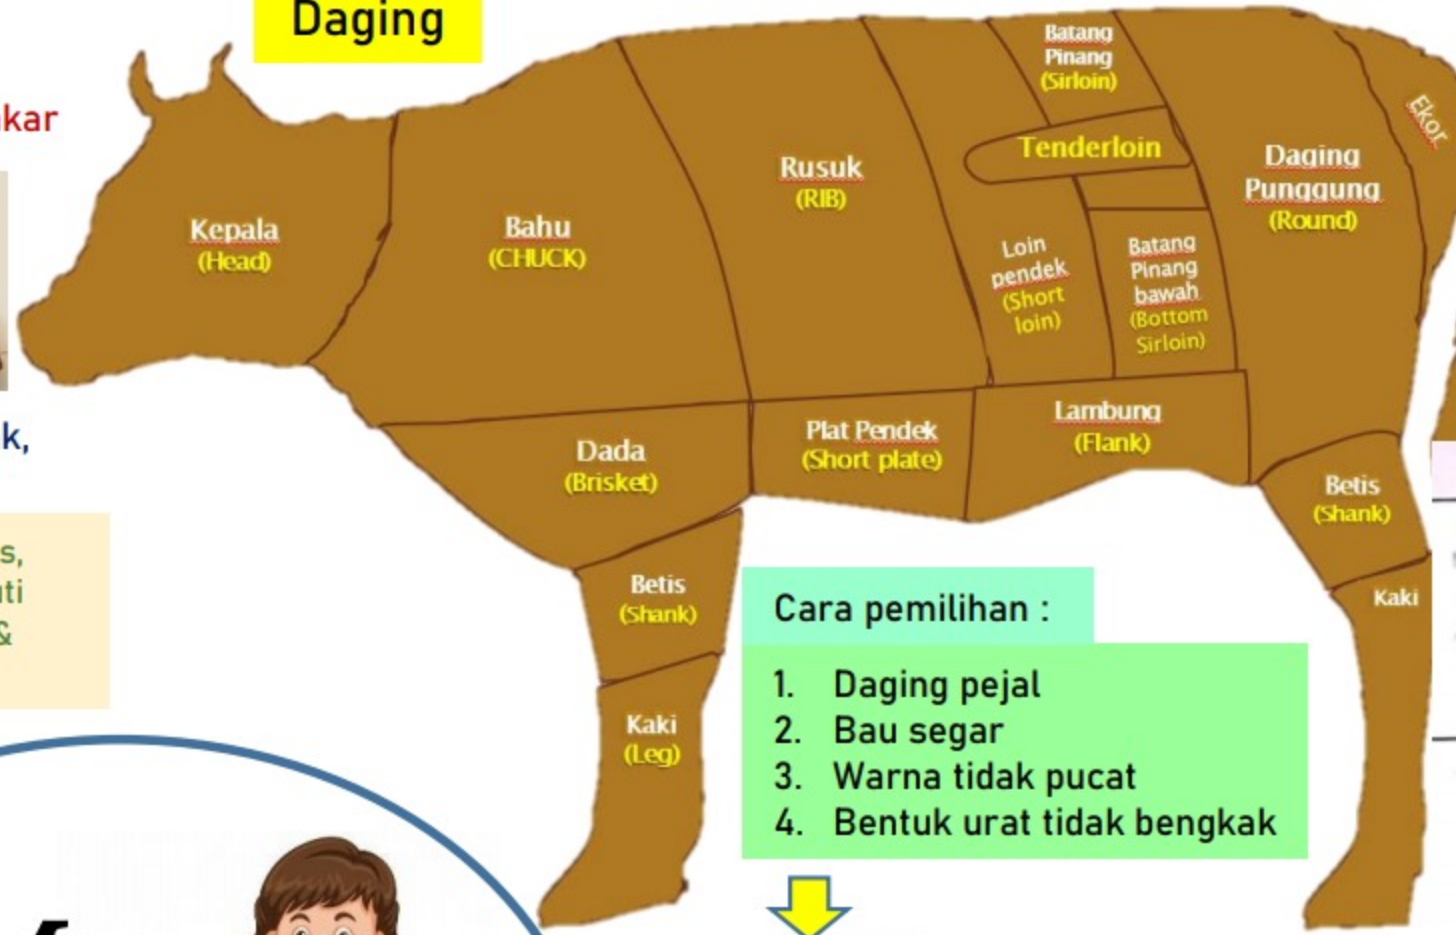 Daging
kar
k,
s,
ti
&
Kepala
(Head)
Bahu
(CHUCK)
Rusuk
(RIB)
Batang
Pinang
(Sirloin)
Tenderloin
Loin
pendek
(Short
loin)
Batang
Pinang
bawah
(Bottom
Sirloin)
Daging
Punggung
(Round)
Ekor
Dada
(Brisket)
Plat Pendek
(Short plate)
Lambung
(Flank)
Betis
(Shank)
Kaki
(Leg)
Betis
(Shank)
Kaki
Cara pemilihan :
1. Daging pejal
2. Bau segar
3. Warna tidak pucat
4. Bentuk urat tidak bengkak